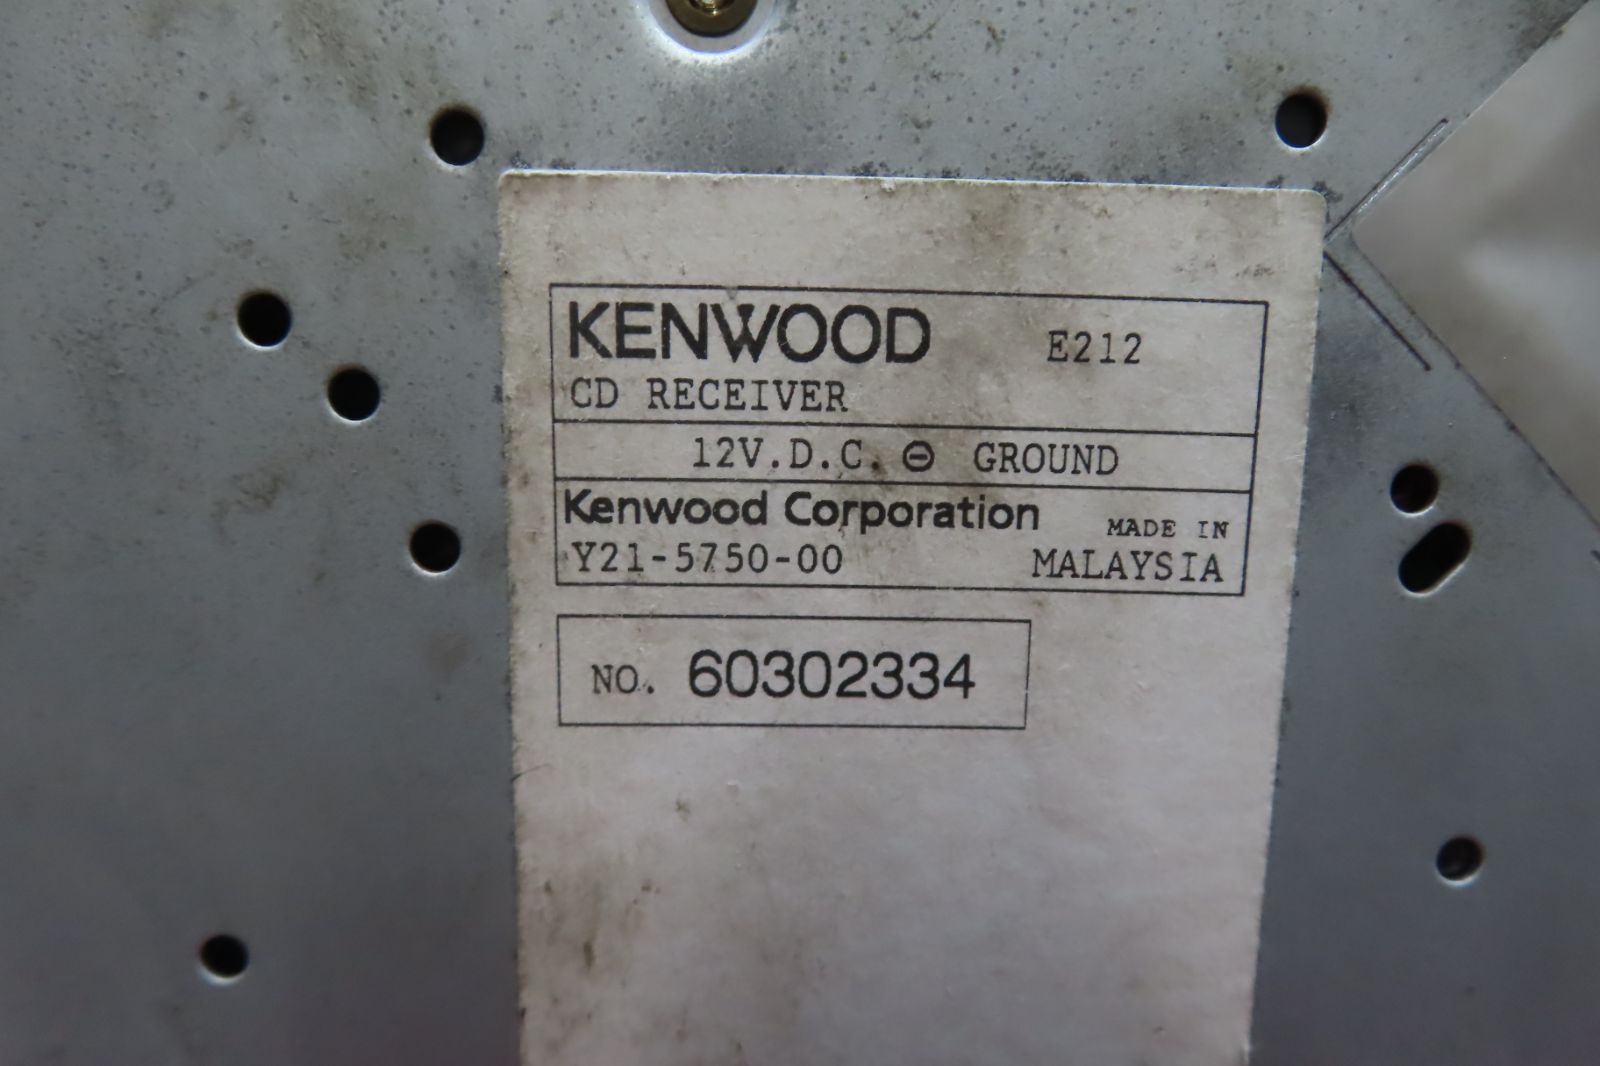 KENWOOD E212
CD RECEIVER
12V.D.C. ⊖ GROUND
Kenwood Corporation MADE IN
Y21-5750-00 MALAYSIA
NO. 60302334